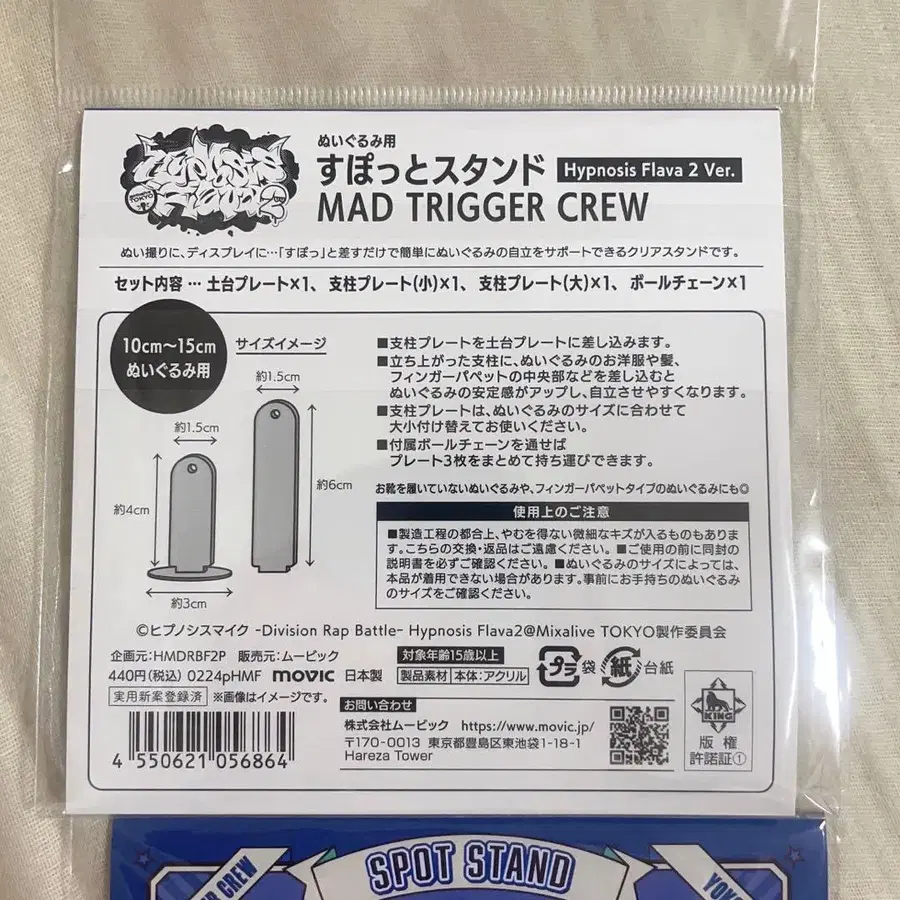 Hypnosis Flava 2
TOKYO
ぬいぐるみ用
すぽっとスタンド Hypnosis Flava 2 Ver.
MAD TRIGGER CREW
ぬい撮りに、ディスプレイに…「すぽっ」と差すだけで簡単にぬいぐるみの自立をサポートできるクリアスタンドです。
セット内容 … 土台プレート×1、 支柱プレート(小)×1、 支柱プレート(大)×1、 ボールチェーン×1
10cm〜15cm
ぬいぐるみ用
サイズイメージ
約1.5cm
約1.5cm
約4cm
約6cm
約3cm
■支柱プレートを土台プレートに差し込みます。
■立ち上がった支柱に、ぬいぐるみのお洋服や髪、
フィンガーパペットの中央部などを差し込むと
ぬいぐるみの安定感がアップし、自立させやすくなります。
■支柱プレートは、ぬいぐるみのサイズに合わせて
大小付け替えてお使いください。
■付属ボールチェーンを通せば
プレート3枚をまとめて持ち運びできます。
お靴を履いていないぬいぐるみや、フィンガーパペットタイプのぬいぐるみにも◎
使用上のご注意
■製造工程の都合上、やむを得ない微細なキズが入るものもありま
す。こちらの交換・返品はご遠慮ください。■ご使用の前に同封の
説明書を必ずご確認ください。■ぬいぐるみのサイズによっては、
本品が着用できない場合があります。事前にお手持ちのぬいぐるみ
のサイズをご確認ください。
©ヒプノシスマイク -Division Rap Battle- Hypnosis Flava2@Mixalive TOKYO製作委員会
企画元:HMDRBF2P 販売元:ムービック
440円(税込) 0224pHMF movic 日本製
実用新案登録済 ※画像はイメージです。
対象年齢15歳以上
製品素材 本体:アクリル
プラ 袋 紙 台紙
お問い合わせ
株式会社ムービック https://www.movic.jp/
〒170-0013 東京都豊島区東池袋1-18-1
Hareza Tower
KING
版権
許諾証①
4 550621 056864
SPOT STAND
R CREW
YOK